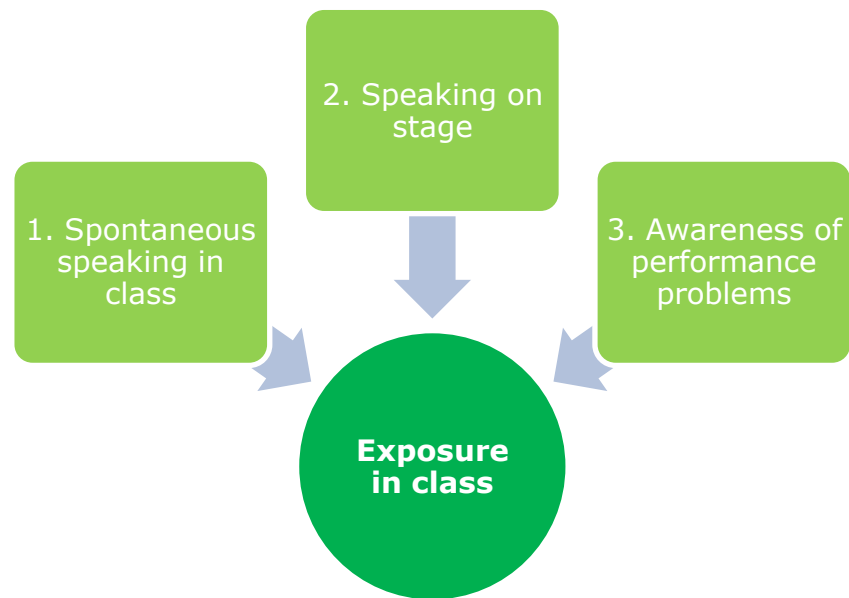 1. Spontaneous
speaking in
class
2. Speaking on
stage
3. Awareness of
performance
problems
Exposure
in class